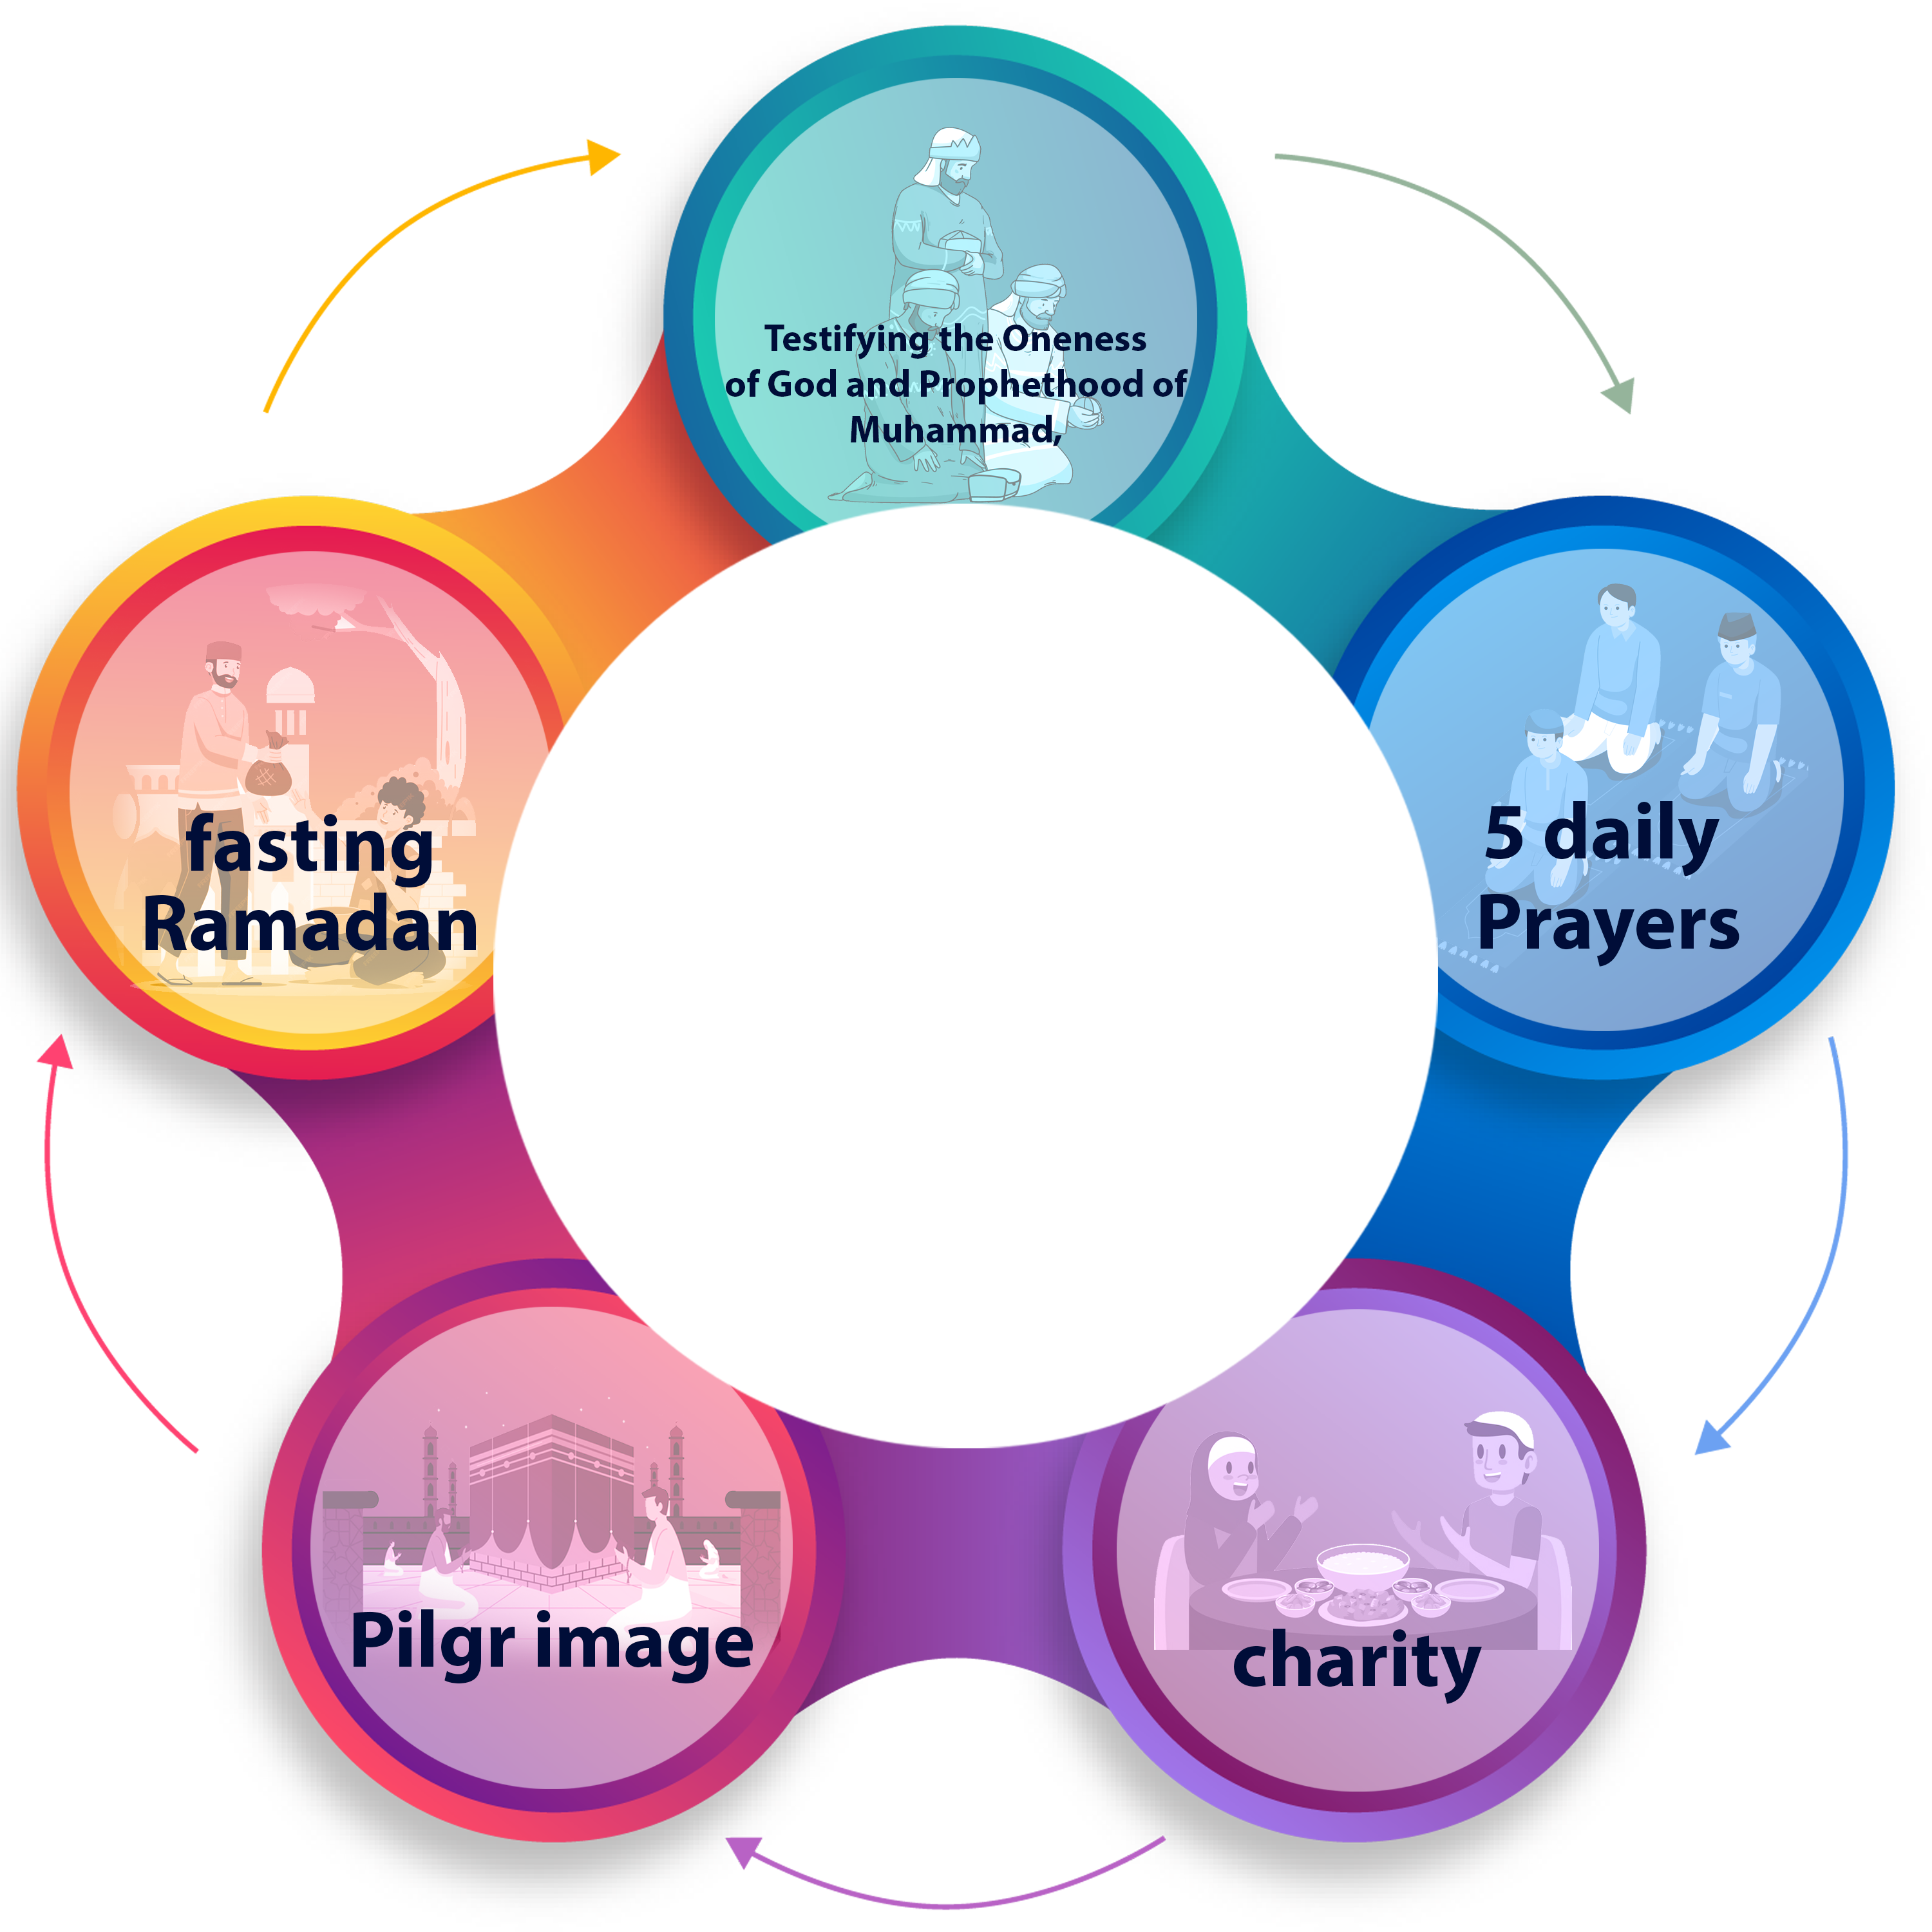 Testifying the Oneness
of God and Prophethood of
Muhammad,
5 daily
Prayers
charity
Pilgr image
fasting
Ramadan